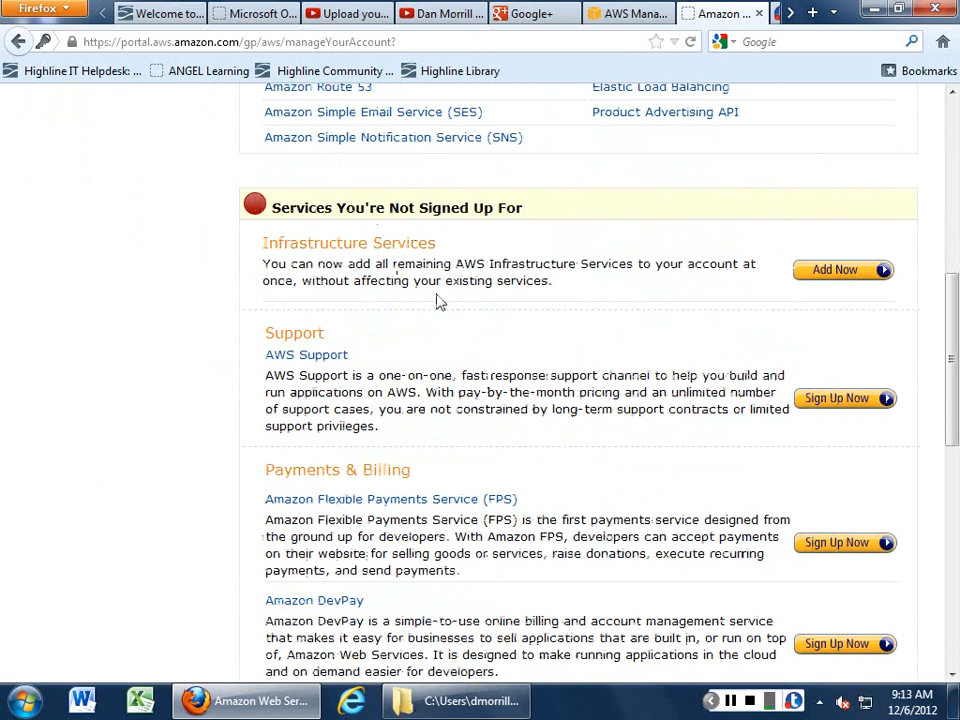 Firefox
Welcome to...
Microsoft O...
Upload you...
Dan Morrill ...
Google+
AWS Mana...
Amazon ...
https://portal.aws.amazon.com/gp/aws/manageYourAccount?
Google
Highline IT Helpdesk: ...
ANGEL Learning
Highline Community ...
Highline Library
Bookmarks
Amazon Route 53
Elastic Load Balancing
Amazon Simple Email Service (SES)
Product Advertising API
Amazon Simple Notification Service (SNS)
Services You're Not Signed Up For
Infrastructure Services
You can now add all remaining AWS Infrastructure Services to your account at
once, without affecting your existing services.
Add Now
Support
AWS Support
AWS Support is a one-on-one, fast response support channel to help you build and
run applications on AWS. With pay-by-the-month pricing and an unlimited number
of support cases, you are not constrained by long-term support contracts or limited
support privileges.
Sign Up Now
Payments & Billing
Amazon Flexible Payments Service (FPS)
Amazon Flexible Payments Service (FPS) is the first payments service designed from
the ground up for developers. With Amazon FPS, developers can accept payments
on their website for selling goods or services, raise donations, execute recurring
payments, and send payments.
Sign Up Now
Amazon DevPay
Amazon DevPay is a simple-to-use online billing and account management service
that makes it easy for businesses to sell applications that are built in, or run on top
of, Amazon Web Services. It is designed to make running applications in the cloud
and on demand easier for developers.
Sign Up Now
Amazon Web Ser...
C:\Users\dmorrill...
9:13 AM
12/6/2012